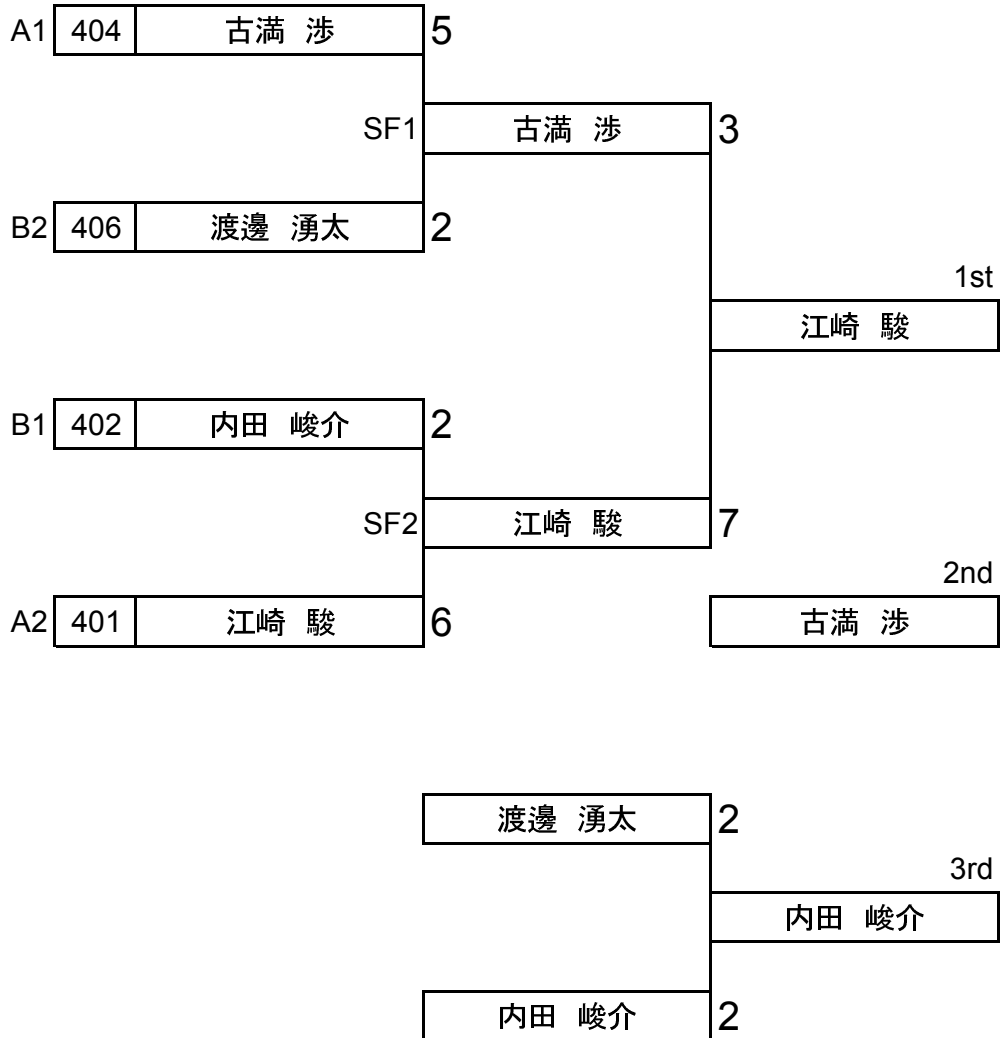 A1 404 古満 渉 5
SF1 古満 渉 3
B2 406 渡邊 湧太 2
1st
江崎 駿
B1 402 内田 峻介 2
SF2 江崎 駿 7
2nd
A2 401 江崎 駿 6 古満 渉
渡邊 湧太 2
3rd
内田 峻介
内田 峻介 2